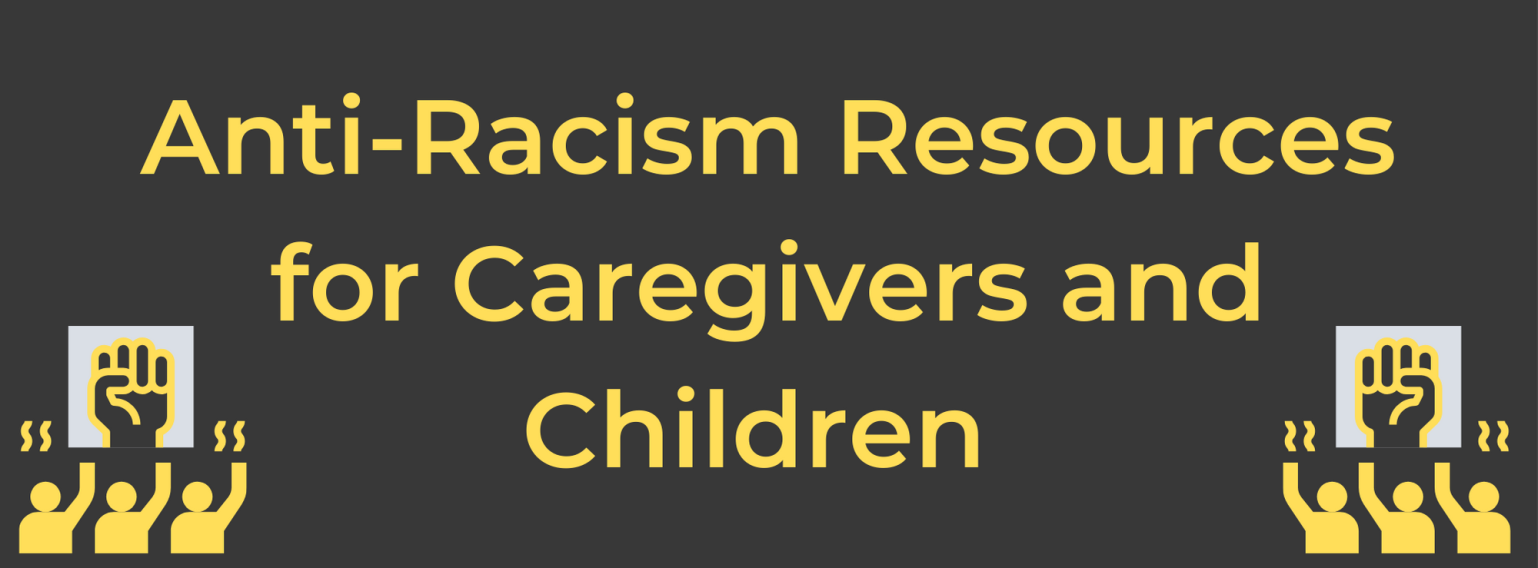 Anti-Racism Resources
for Caregivers and
Children